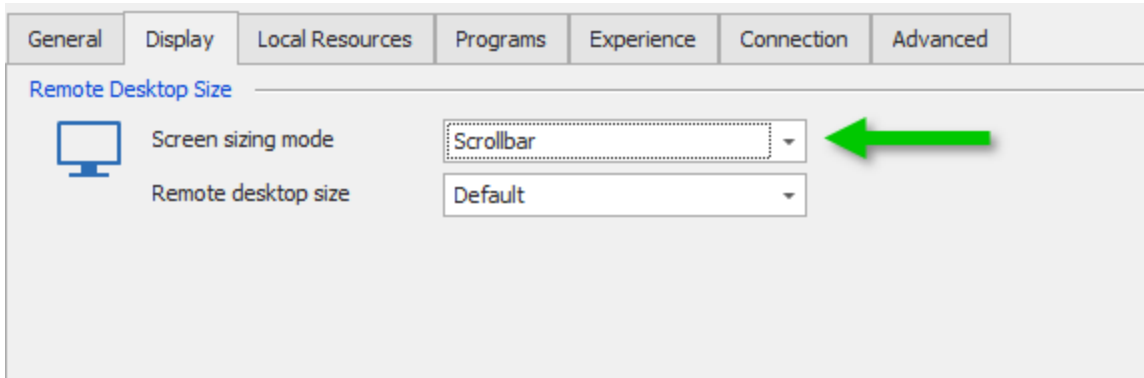 General Display Local Resources Programs Experience Connection Advanced
Remote Desktop Size
Screen sizing mode Scrollbar
Remote desktop size Default